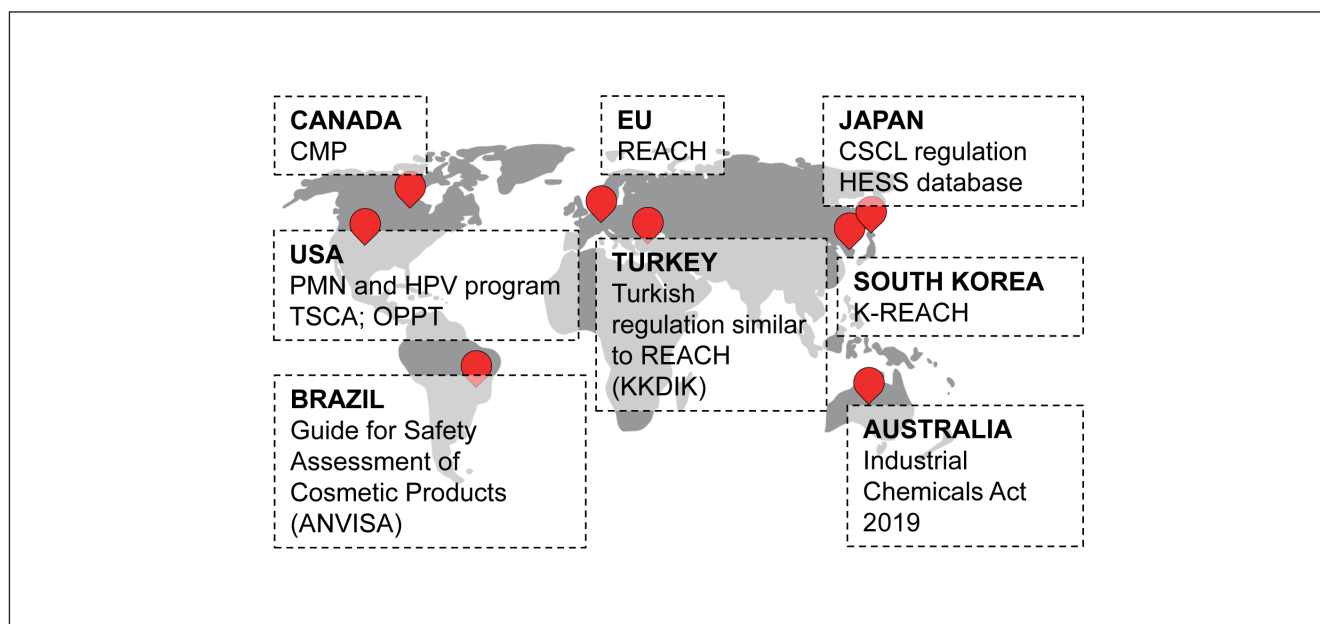 CANADA
CMP
EU
REACH
JAPAN
CSCL regulation
HESS database
USA
PMN and HPV program
TSCA; OPPT
TURKEY
Turkish
regulation similar
to REACH
(KKDIK)
SOUTH KOREA
K-REACH
BRAZIL
Guide for Safety
Assessment of
Cosmetic Products
(ANVISA)
AUSTRALIA
Industrial
Chemicals Act
2019